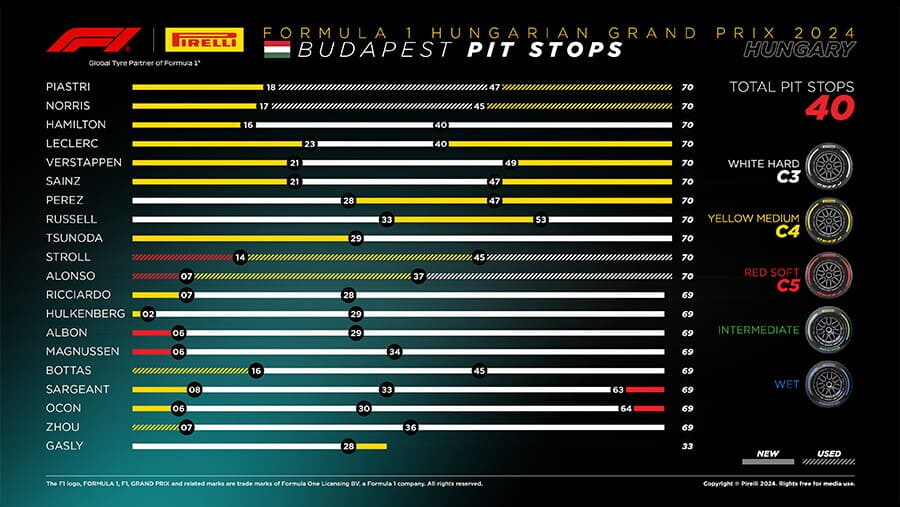 F1
PIRELLI
Global Tyre Partner of Formula 1®
FORMULA 1 HUNGARIAN GRAND PRIX 2024
BUDAPEST PIT STOPS
HUNGARY
PIASTRI 18 47 70
NORRIS 17 45 70
HAMILTON 16 40 70
LECLERC 23 40 70
VERSTAPPEN 21 49 70
SAINZ 21 47 70
PEREZ 28 47 70
RUSSELL 33 53 70
TSUNODA 29 70
STROLL 14 45 70
ALONSO 07 37 70
RICCIARDO 07 28 69
HULKENBERG 02 29 69
ALBON 06 29 69
MAGNUSSEN 06 34 69
BOTTAS 16 45 69
SARGEANT 08 33 63 69
OCON 06 30 64 69
ZHOU 07 36 69
GASLY 28 33
TOTAL PIT STOPS
40
WHITE HARD
C3
YELLOW MEDIUM
C4
RED SOFT
C5
INTERMEDIATE
WET
NEW USED
The F1 logo, FORMULA 1, F1, GRAND PRIX and related marks are trade marks of Formula One Licensing BV, a Formula 1 company. All rights reserved.
Copyright © Pirelli 2024. Rights free for media use.